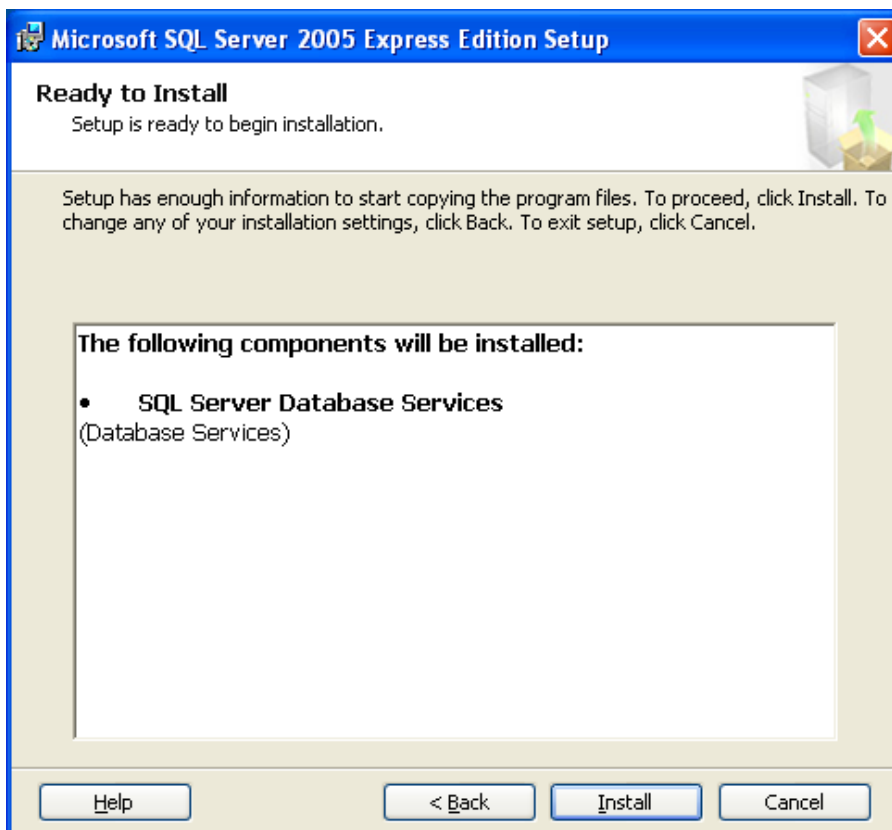 Microsoft SQL Server 2005 Express Edition Setup
Ready to Install
Setup is ready to begin installation.
Setup has enough information to start copying the program files. To proceed, click Install. To
change any of your installation settings, click Back. To exit setup, click Cancel.
The following components will be installed:
• SQL Server Database Services
(Database Services)
Help < Back Install Cancel